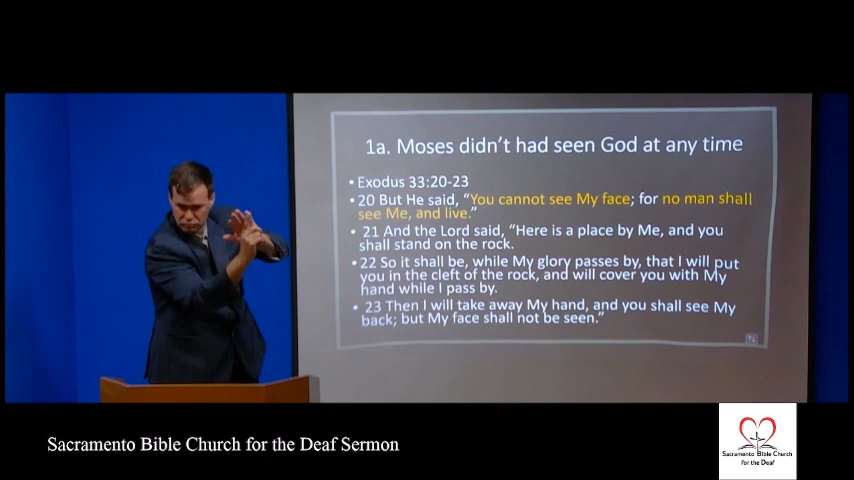 1a. Moses didn't had seen God at any time
• Exodus 33:20-23
• 20 But He said, “You cannot see My face; for no man shall
see Me, and live.”
• 21 And the Lord said, “Here is a place by Me, and you
shall stand on the rock.
• 22 So it shall be, while My glory passes by, that I will put
you in the cleft of the rock, and will cover you with My
hand while I pass by.
• 23 Then I will take away My hand, and you shall see My
back; but My face shall not be seen.”
Sacramento Bible Church for the Deaf Sermon
Sacramento Bible Church
for the Deaf